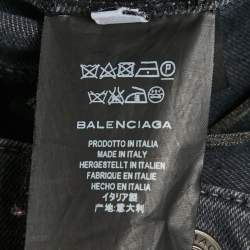 BALENCIAGA
PRODOTTO IN ITALIA
MADE IN ITALY
HERGESTELLT IN ITALIEN
FABRIQUE EN ITALIE
HECHO EN ITALIA
イタリア製
产地:意大利